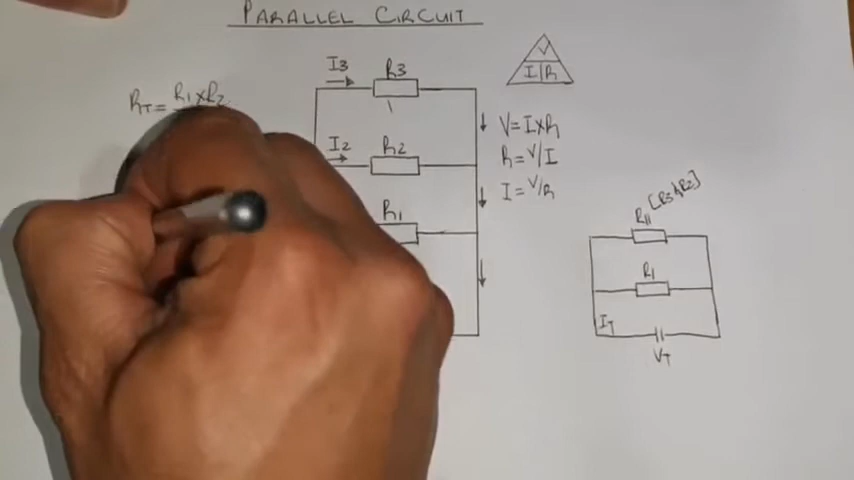 PARALLEL CIRCUIT
V
I R
I3
R3
RT = R1 x R2
V = I x R
I2
R2
R = V/I
I = V/R
R1
R11 [R3 & R2]
R1
IT
VT